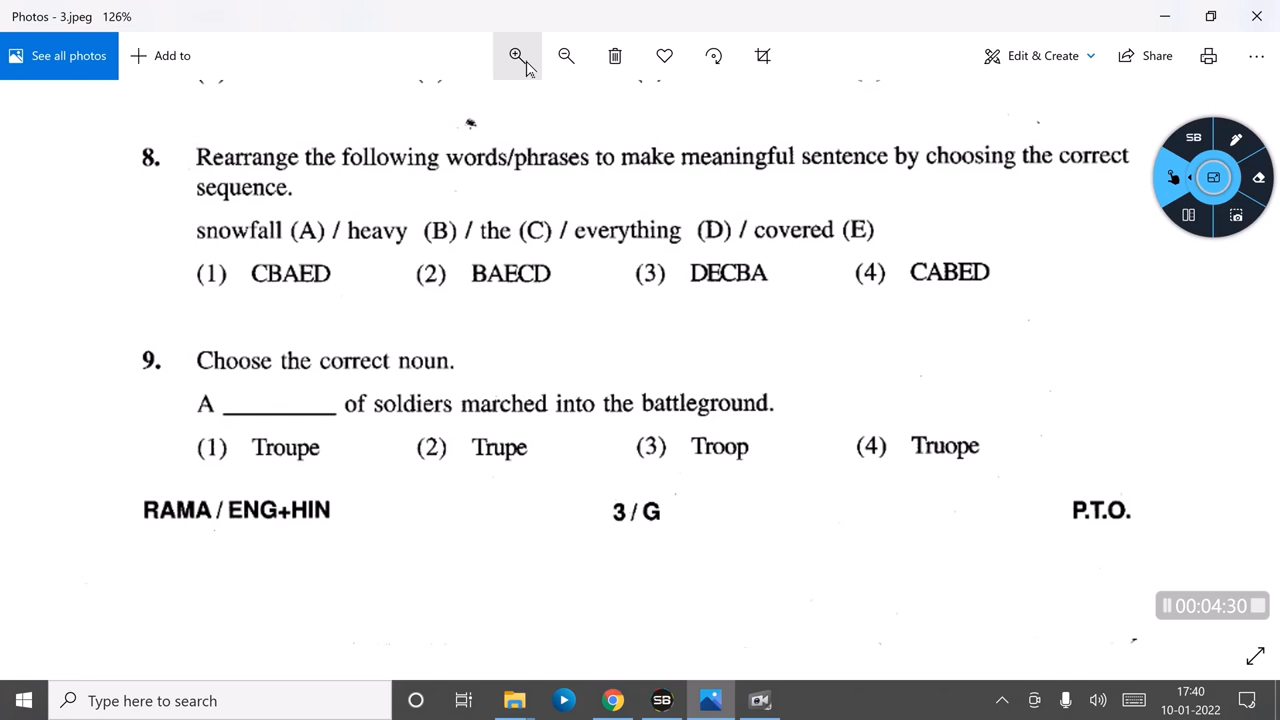 Photos - 3.jpeg 126%
See all photos Add to Edit & Create Share
SB
8. Rearrange the following words/phrases to make meaningful sentence by choosing the correct
sequence.
snowfall (A) / heavy (B) / the (C) / everything (D) / covered (E)
(1) CBAED (2) BAECD (3) DECBA (4) CABED
9. Choose the correct noun.
A __________ of soldiers marched into the battleground.
(1) Troupe (2) Trupe (3) Troop (4) Truope
RAMA / ENG+HIN 3 / G P.T.O.
00:04:30
Type here to search SB 17:40
10-01-2022